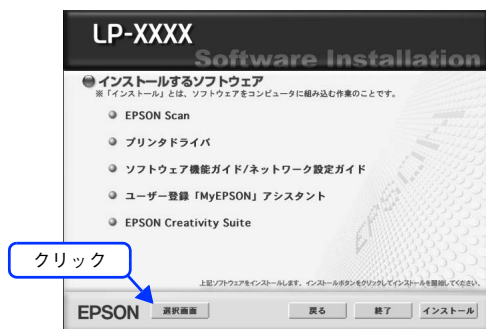 LP-XXXX
Software Installation
インストールするソフトウェア
※「インストール」とは、ソフトウェアをコンピュータに組み込む作業のことです。
EPSON Scan
プリンタドライバ
ソフトウェア機能ガイド/ネットワーク設定ガイド
ユーザー登録「MyEPSON」アシスタント
EPSON Creativity Suite
EPSON
クリック
上記ソフトウェアをインストールします。インストールボタンをクリックしてインストールを開始してください。
EPSON 選択画面 戻る 終了 インストール